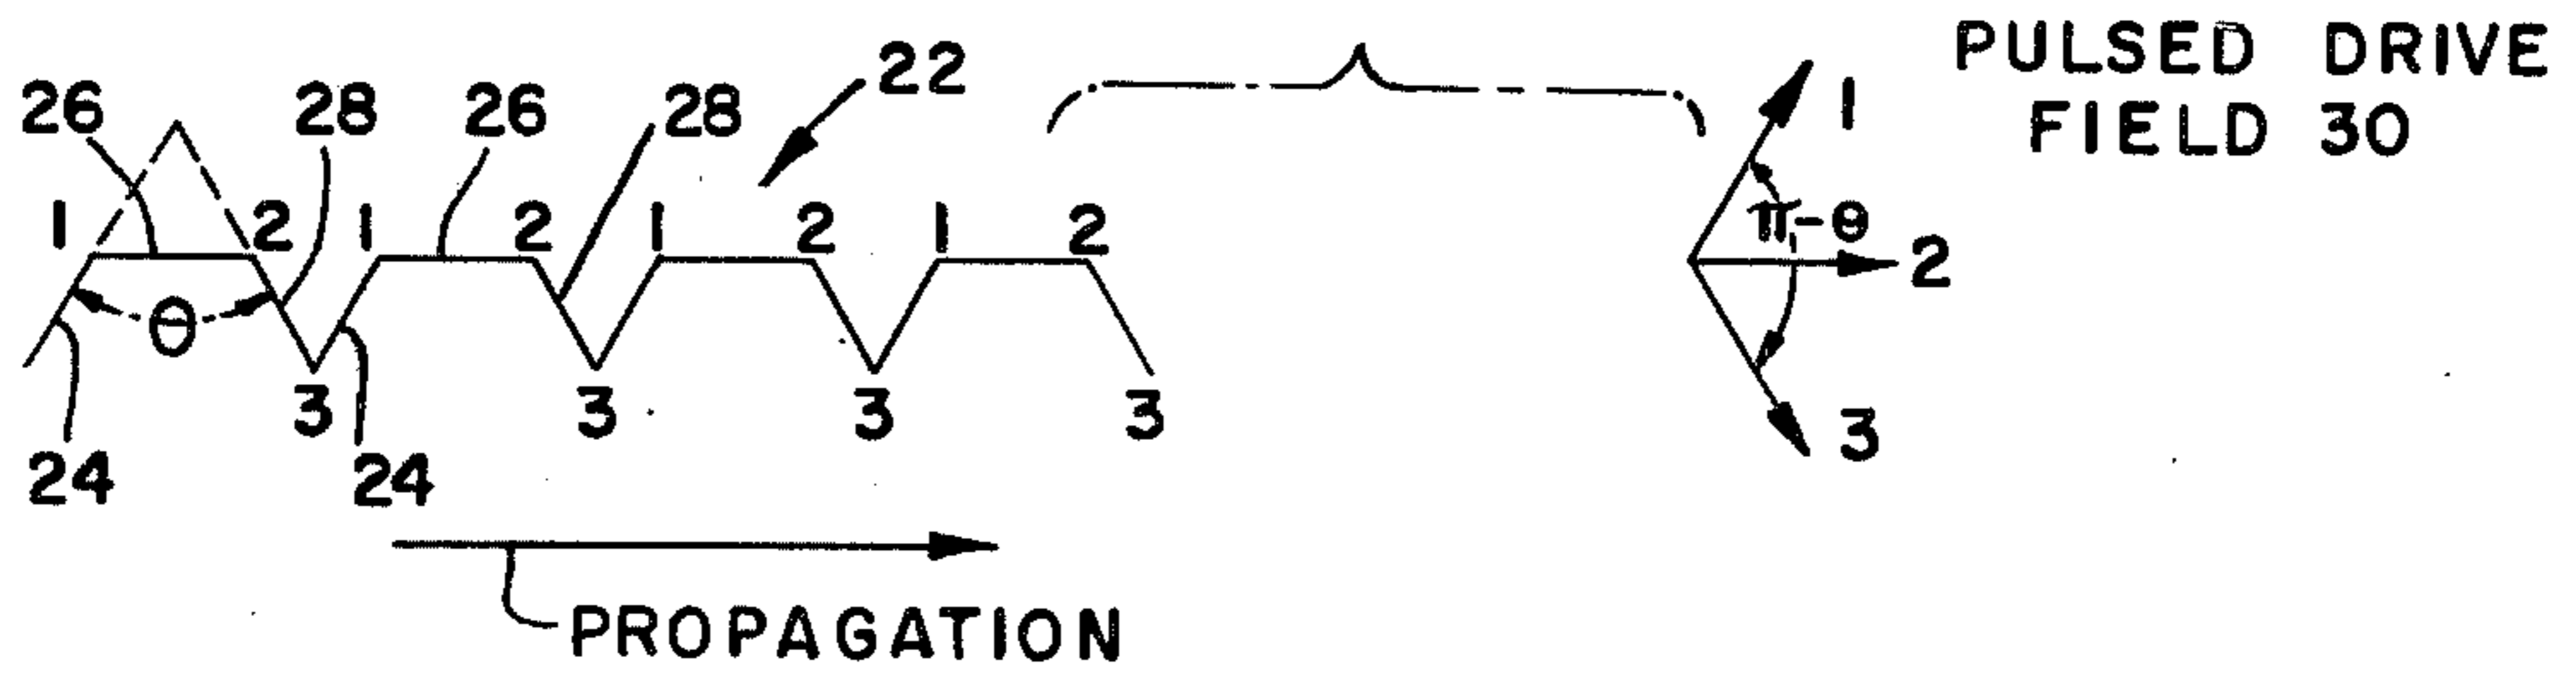 PULSED DRIVE
FIELD 30
26 28 26 28 22
1 2 1 2 1 2 1 2
θ
3 3 3 3
24 24
1
π-θ
2
3
PROPAGATION